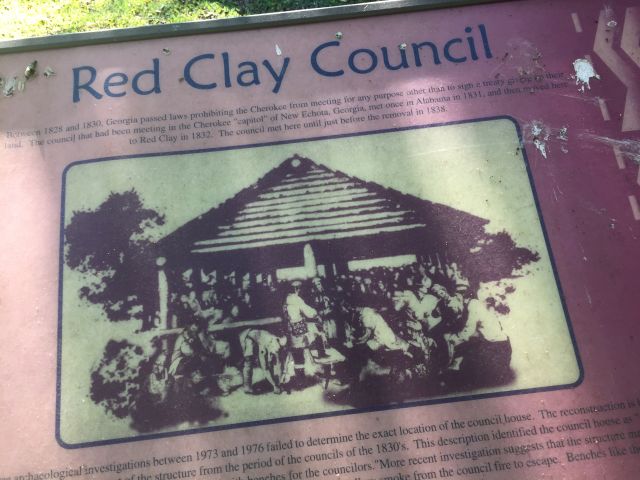 Red Clay Council
Between 1828 and 1830, Georgia passed laws prohibiting the Cherokee from meeting for any purpose other than to sign a treaty their
land. The council that had been meeting in the Cherokee "capitol" of New Echota, Georgia, met once in Alabama in 1831, and then moved here
to Red Clay in 1832. The council met here until just before the removal in 1838.
archaeological investigations between 1973 and 1976 failed to determine the exact location of the council house. The reconstruction is
of the structure from the period of the councils of the 1830's. This description identified the council house as
benches for the councilors. "More recent investigation suggests that the structure
smoke from the council fire to escape. Benches like